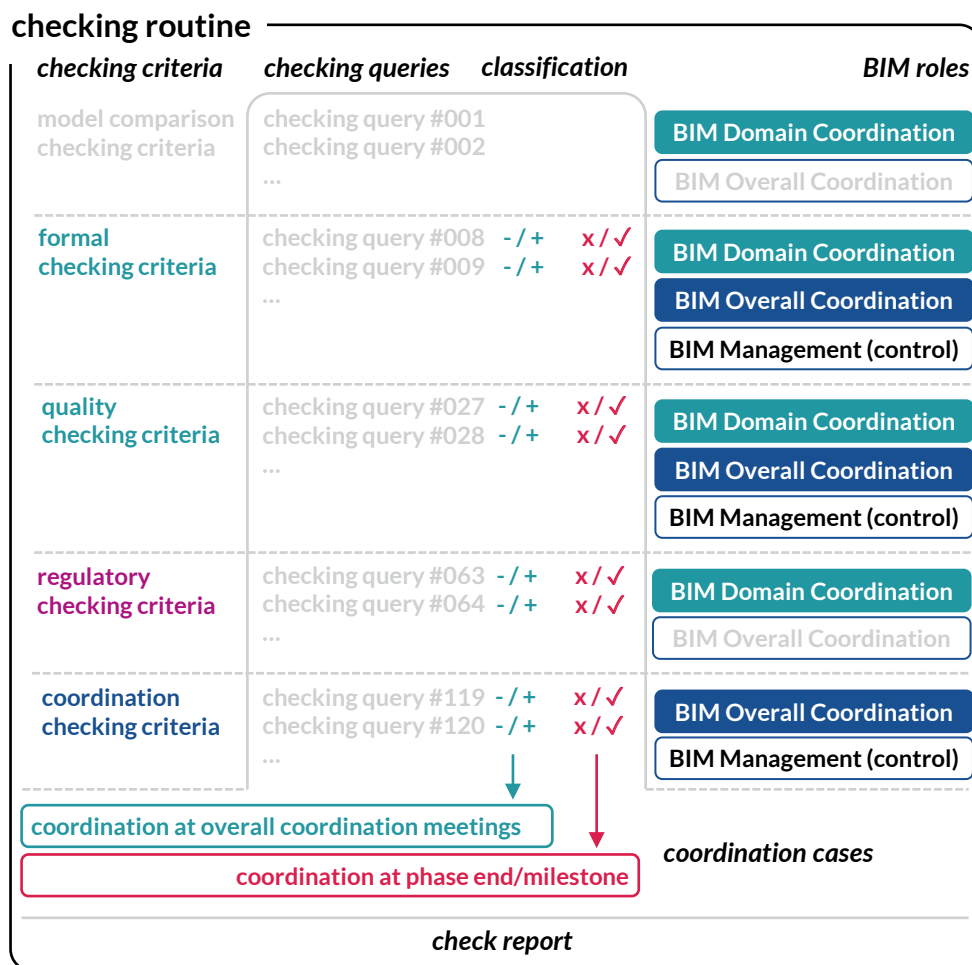 checking routine
checking criteria checking queries classification BIM roles
model comparison checking query #001
checking criteria checking query #002
...
BIM Domain Coordination
BIM Overall Coordination
formal checking query #008 - / + x / ✓
checking criteria checking query #009 - / + x / ✓
...
BIM Domain Coordination
BIM Overall Coordination
BIM Management (control)
quality checking query #027 - / + x / ✓
checking criteria checking query #028 - / + x / ✓
...
BIM Domain Coordination
BIM Overall Coordination
BIM Management (control)
regulatory checking query #063 - / + x / ✓
checking criteria checking query #064 - / + x / ✓
...
BIM Domain Coordination
BIM Overall Coordination
coordination checking query #119 - / + x / ✓
checking criteria checking query #120 - / + x / ✓
...
BIM Overall Coordination
BIM Management (control)
coordination at overall coordination meetings
coordination at phase end/milestone
coordination cases
check report